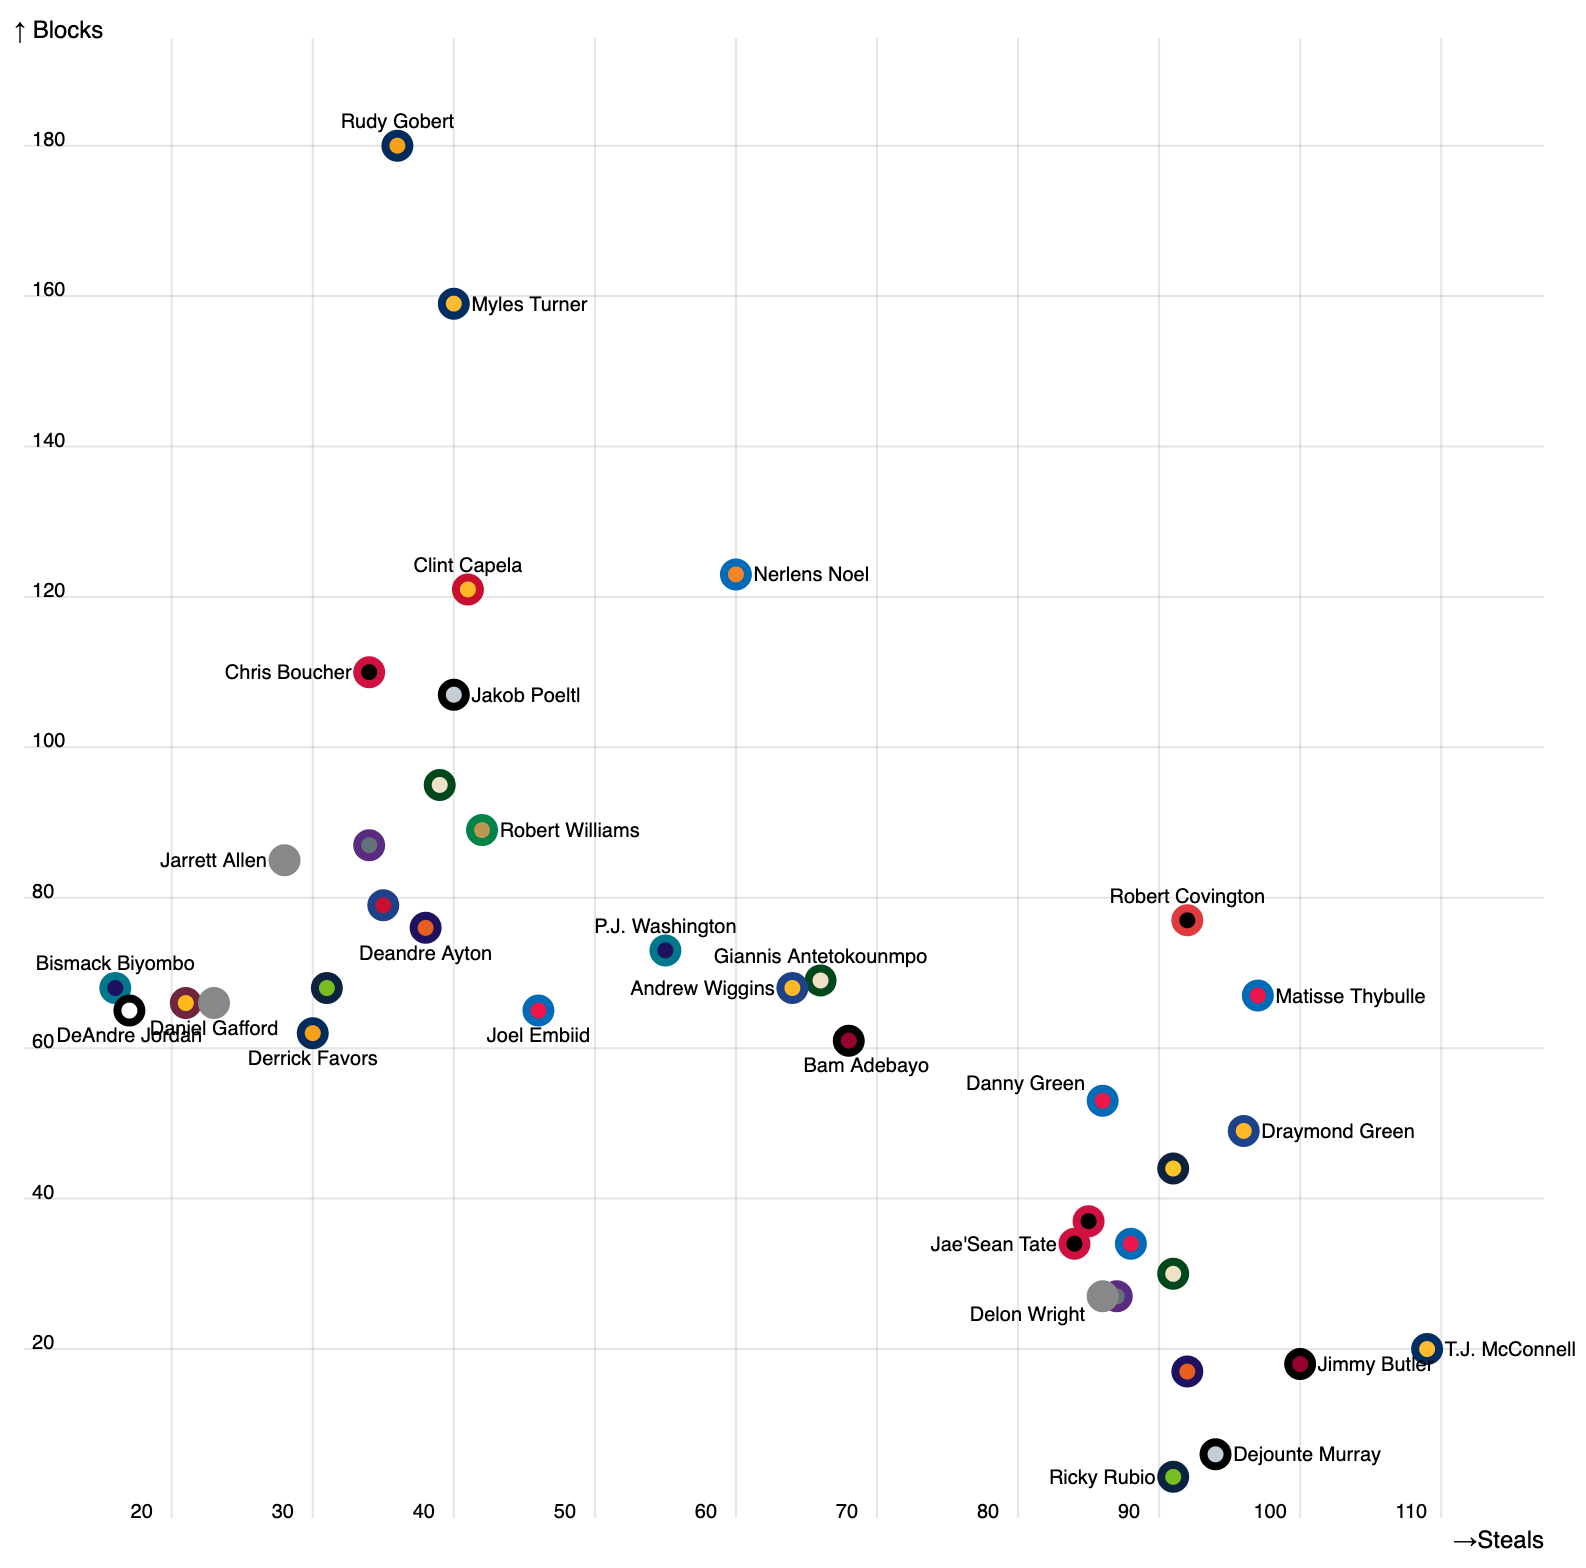 ↑ Blocks
Rudy Gobert
180
160
Myles Turner
140
Clint Capela
Nerlens Noel
120
Chris Boucher
Jakob Poeltl
100
Robert Williams
Jarrett Allen
80
Robert Covington
P.J. Washington
Deandre Ayton
Giannis Antetokounmpo
Bismack Biyombo
Andrew Wiggins
Matisse Thybulle
Daniel Gafford
DeAndre Jordan
Joel Embiid
60
Derrick Favors
Bam Adebayo
Danny Green
Draymond Green
40
Jae'Sean Tate
Delon Wright
20
T.J. McConnell
Jimmy Butler
Dejounte Murray
Ricky Rubio
20 30 40 50 60 70 80 90 100 110
→Steals